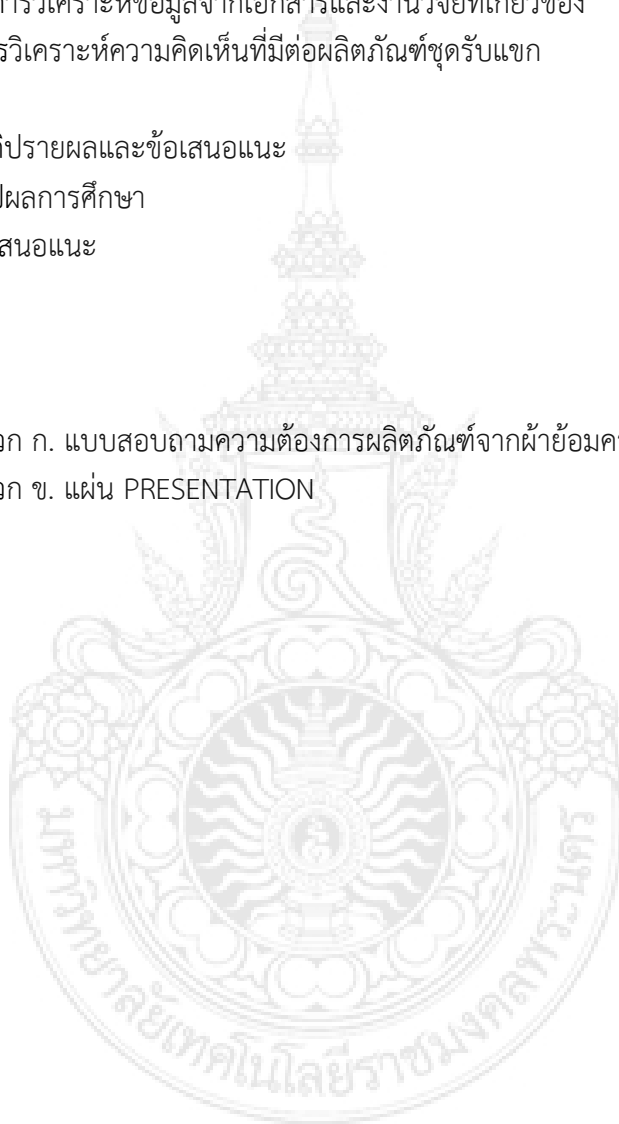 การวิเคราะห์ข้อมูลจากเอกสารและงานวิจัยที่เกี่ยวข้อง
รวิเคราะห์ความคิดเห็นที่มีต่อผลิตภัณฑ์ชุดรับแขก
ภิปรายผลและข้อเสนอแนะ
ปผลการศึกษา
เสนอแนะ
วก ก. แบบสอบถามความต้องการผลิตภัณฑ์จากผ้าย้อมค
วก ข. แผ่น PRESENTATION
มหาวิทยาลัยเทคโนโลยีราชมงคลพระนคร